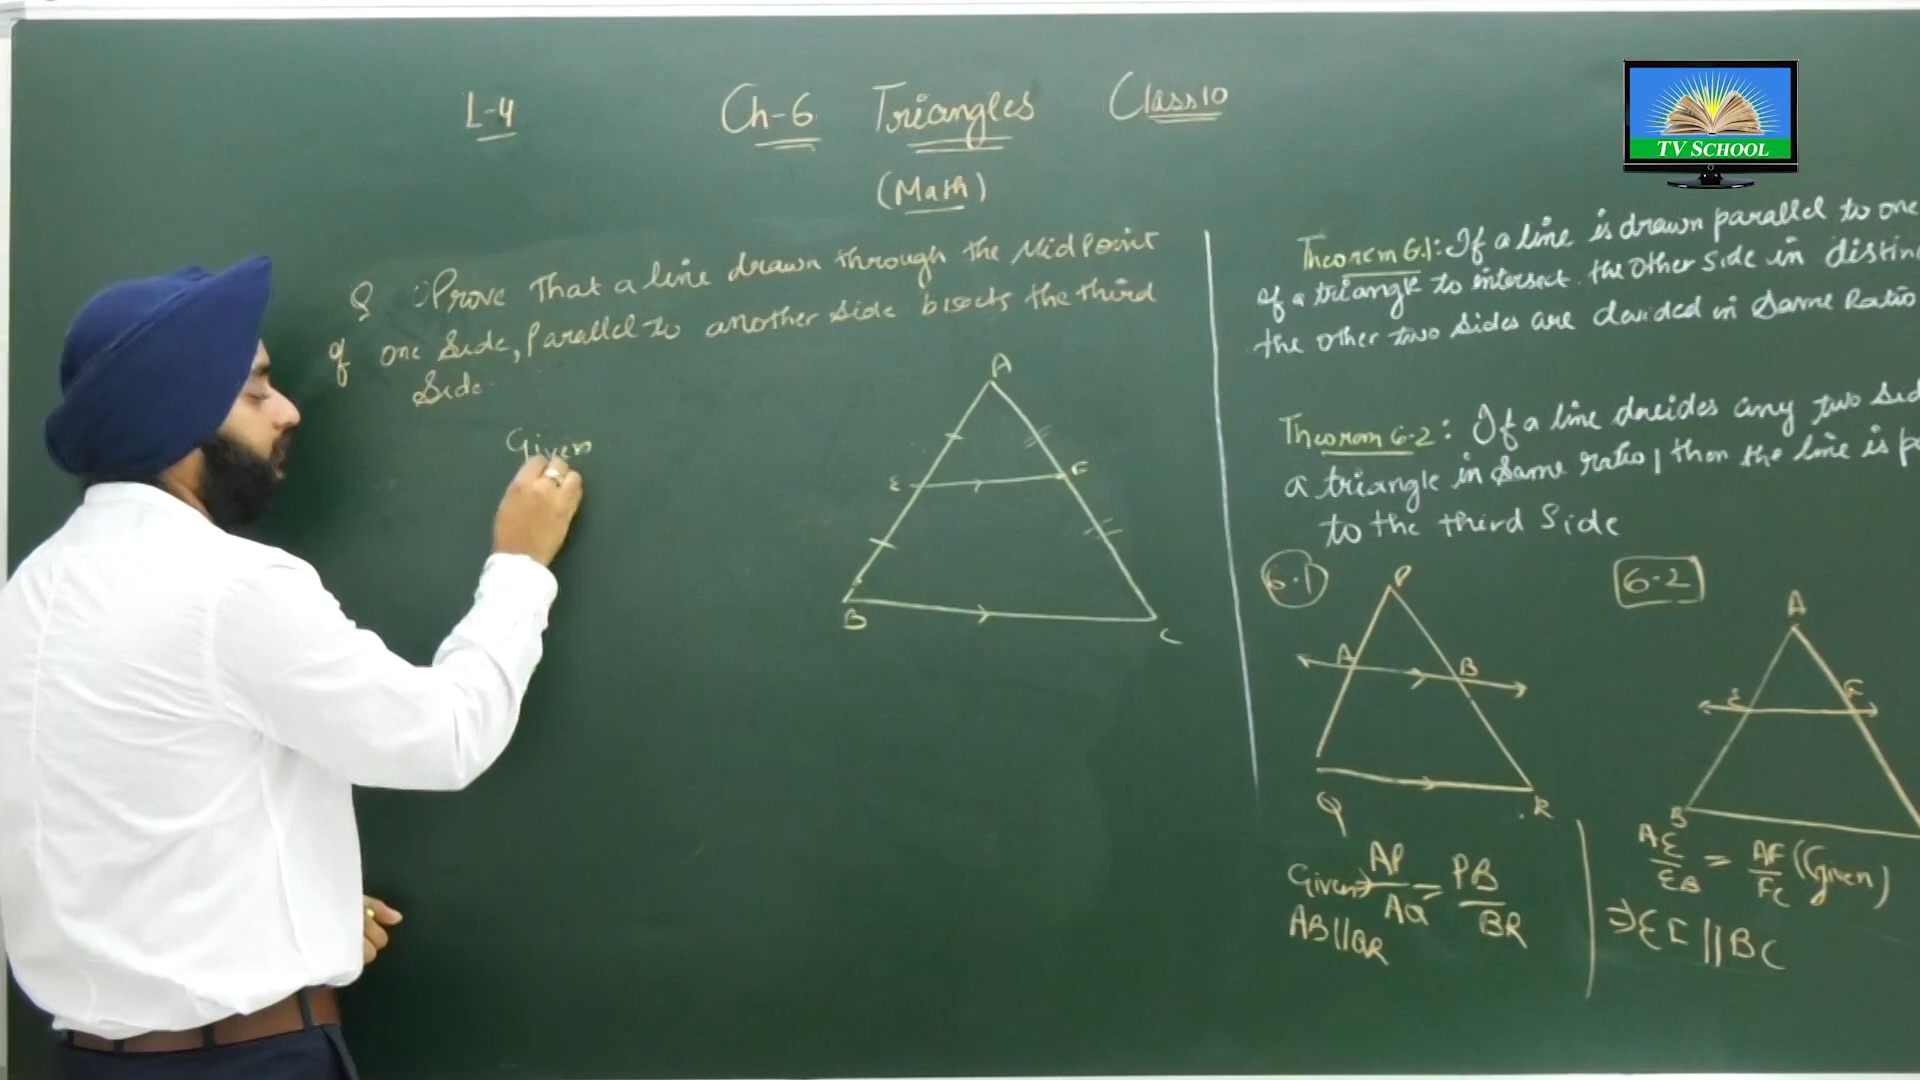 L-4
Ch-6 Triangles Class 10
(Math)
Q :Prove That a line drawn through the Mid Point
of one Side, Parallel to another side bisects the third
Side.
Given
A
E F
B C
TV SCHOOL
Theorem 6.1: If a line is drawn parallel to one
of a triangle to intersect the other side in distin
the other two sides are devided in Same Ratio
Theorem 6.2: If a line devides any two Sid
a triangle in Same ratio, then the line is p
to the third Side
6.1
P
A B
Q R
Given⇒ AP/AQ = PB/BR
AB||QR
6.2
A
E F
B
AE/EB = AF/FC (Given)
⇒ EF || BC